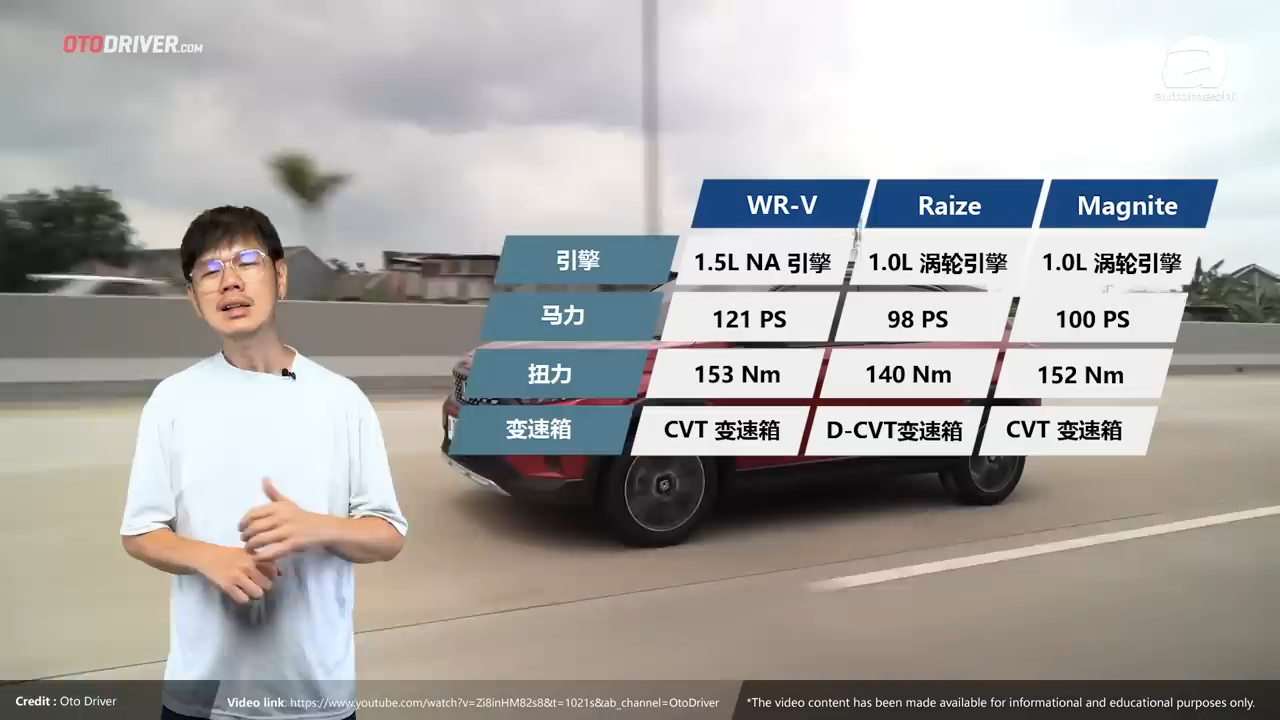 OTODRIVER.COM
automachi
WR-V Raize Magnite
引擎 1.5L NA 引擎 1.0L 涡轮引擎 1.0L 涡轮引擎
马力 121 PS 98 PS 100 PS
扭力 153 Nm 140 Nm 152 Nm
变速箱 CVT 变速箱 D-CVT变速箱 CVT 变速箱
Credit : Oto Driver
Video link: https://www.youtube.com/watch?v=Zi8inHM82s8&t=1021s&ab_channel=OtoDriver
*The video content has been made available for informational and educational purposes only.